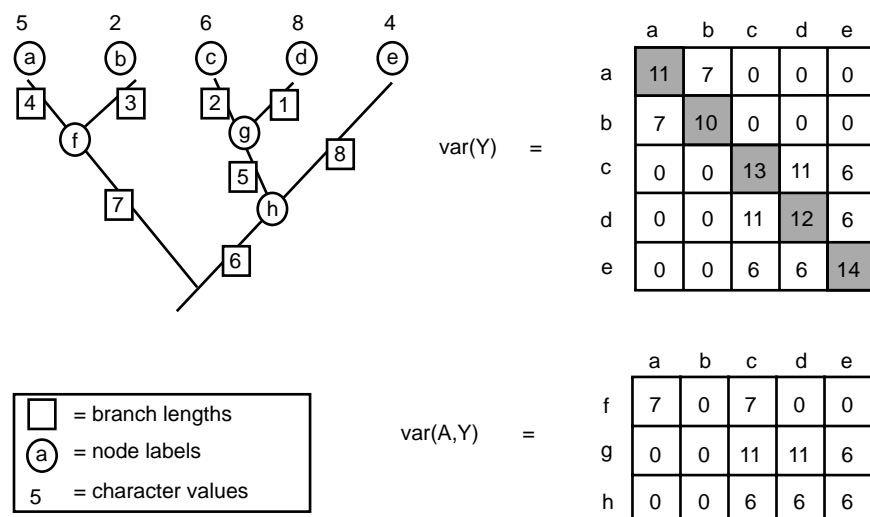 5 2 6 8 4
a b c d e
4 3 2 1
f g
5 8
7 h
6
var(Y) =
a b c d e
a 11 7 0 0 0
b 7 10 0 0 0
c 0 0 13 11 6
d 0 0 11 12 6
e 0 0 6 6 14
= branch lengths
a = node labels
5 = character values
var(A,Y) =
a b c d e
f 7 0 7 0 0
g 0 0 11 11 6
h 0 0 6 6 6